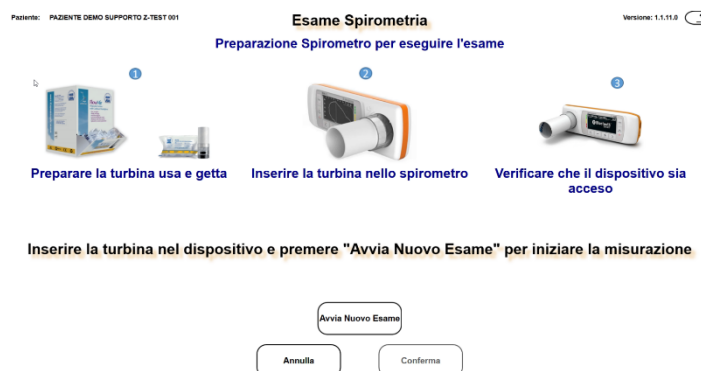 Paziente: PAZIENTE DEMO SUPPORTO Z-TEST 001
Esame Spirometria
Versione: 1.1.11.0
Preparazione Spirometro per eseguire l'esame
1
2
3
Preparare la turbina usa e getta
Inserire la turbina nello spirometro
Verificare che il dispositivo sia
acceso
Inserire la turbina nel dispositivo e premere "Avvia Nuovo Esame" per iniziare la misurazione
Avvia Nuovo Esame
Annulla
Conferma